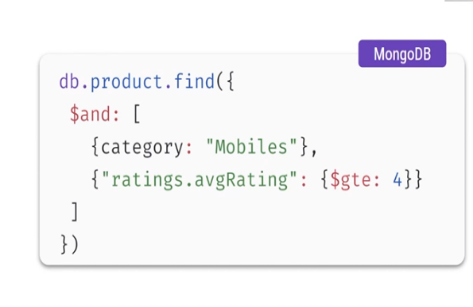 MongoDB
db.product.find({
$and: [
{category: "Mobiles"},
{"ratings.avgRating": {$gte: 4}}
]
})